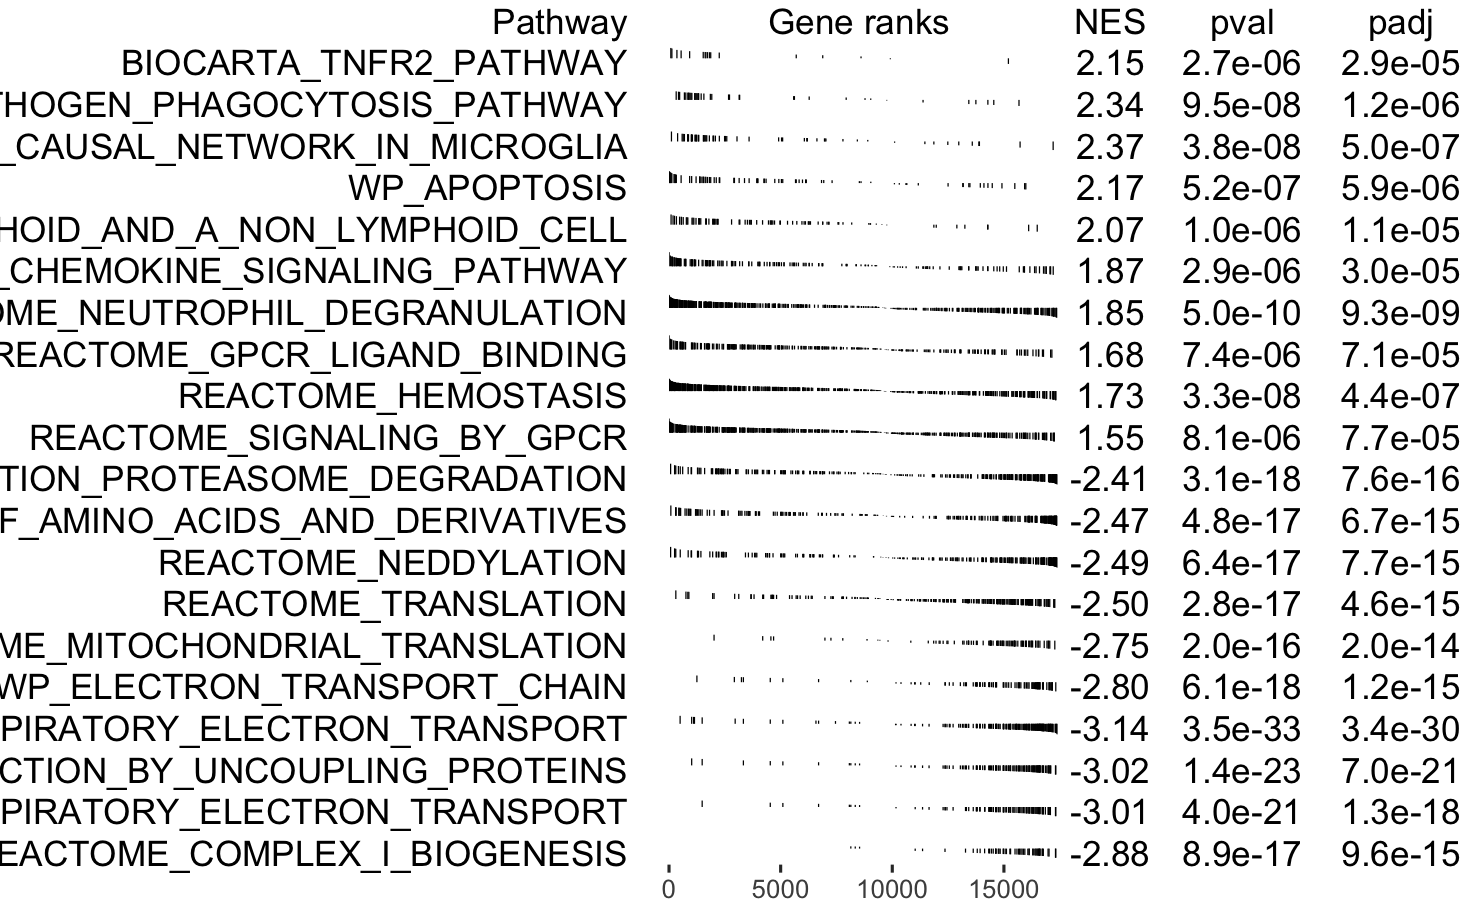 Pathway Gene ranks NES pval padj
BIOCARTA_TNFR2_PATHWAY 2.15 2.7e-06 2.9e-05
THOGEN_PHAGOCYTOSIS_PATHWAY 2.34 9.5e-08 1.2e-06
_CAUSAL_NETWORK_IN_MICROGLIA 2.37 3.8e-08 5.0e-07
WP_APOPTOSIS 2.17 5.2e-07 5.9e-06
HOID_AND_A_NON_LYMPHOID_CELL 2.07 1.0e-06 1.1e-05
_CHEMOKINE_SIGNALING_PATHWAY 1.87 2.9e-06 3.0e-05
OME_NEUTROPHIL_DEGRANULATION 1.85 5.0e-10 9.3e-09
REACTOME_GPCR_LIGAND_BINDING 1.68 7.4e-06 7.1e-05
REACTOME_HEMOSTASIS 1.73 3.3e-08 4.4e-07
REACTOME_SIGNALING_BY_GPCR 1.55 8.1e-06 7.7e-05
TION_PROTEASOME_DEGRADATION -2.41 3.1e-18 7.6e-16
F_AMINO_ACIDS_AND_DERIVATIVES -2.47 4.8e-17 6.7e-15
REACTOME_NEDDYLATION -2.49 6.4e-17 7.7e-15
REACTOME_TRANSLATION -2.50 2.8e-17 4.6e-15
ME_MITOCHONDRIAL_TRANSLATION -2.75 2.0e-16 2.0e-14
WP_ELECTRON_TRANSPORT_CHAIN -2.80 6.1e-18 1.2e-15
PIRATORY_ELECTRON_TRANSPORT -3.14 3.5e-33 3.4e-30
CTION_BY_UNCOUPLING_PROTEINS -3.02 1.4e-23 7.0e-21
PIRATORY_ELECTRON_TRANSPORT -3.01 4.0e-21 1.3e-18
EACTOME_COMPLEX_I_BIOGENESIS -2.88 8.9e-17 9.6e-15
0 5000 10000 15000